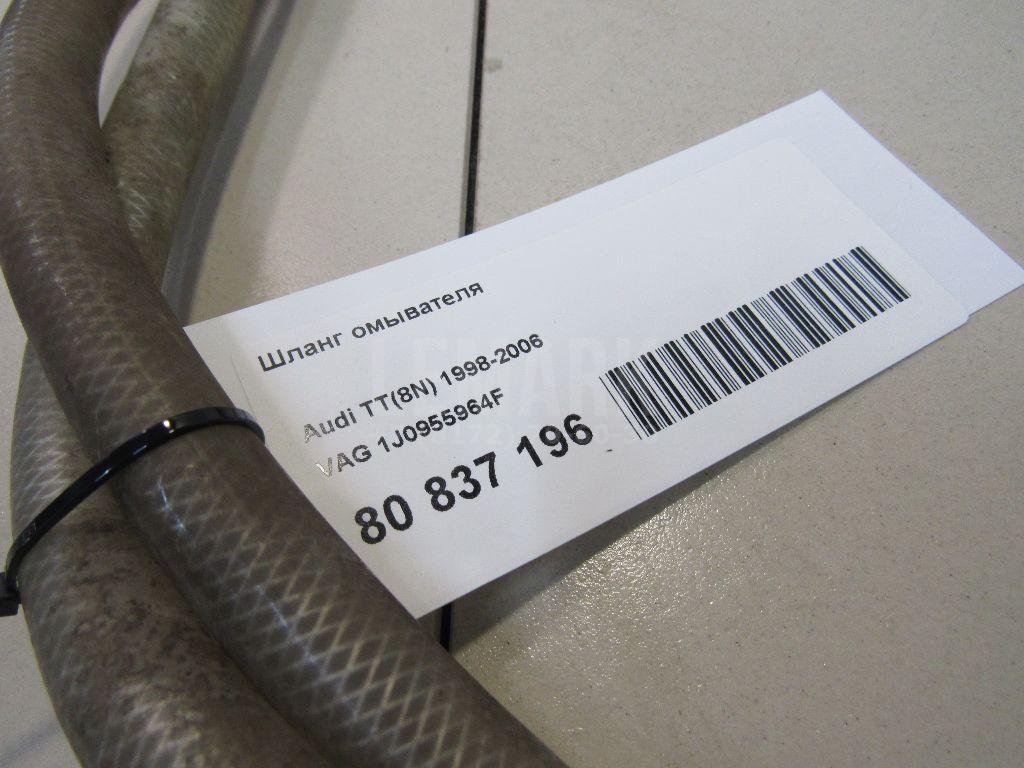 Шланг омывателя
Audi TT(8N) 1998-2006
VAG 1J0955964F
80 837 196